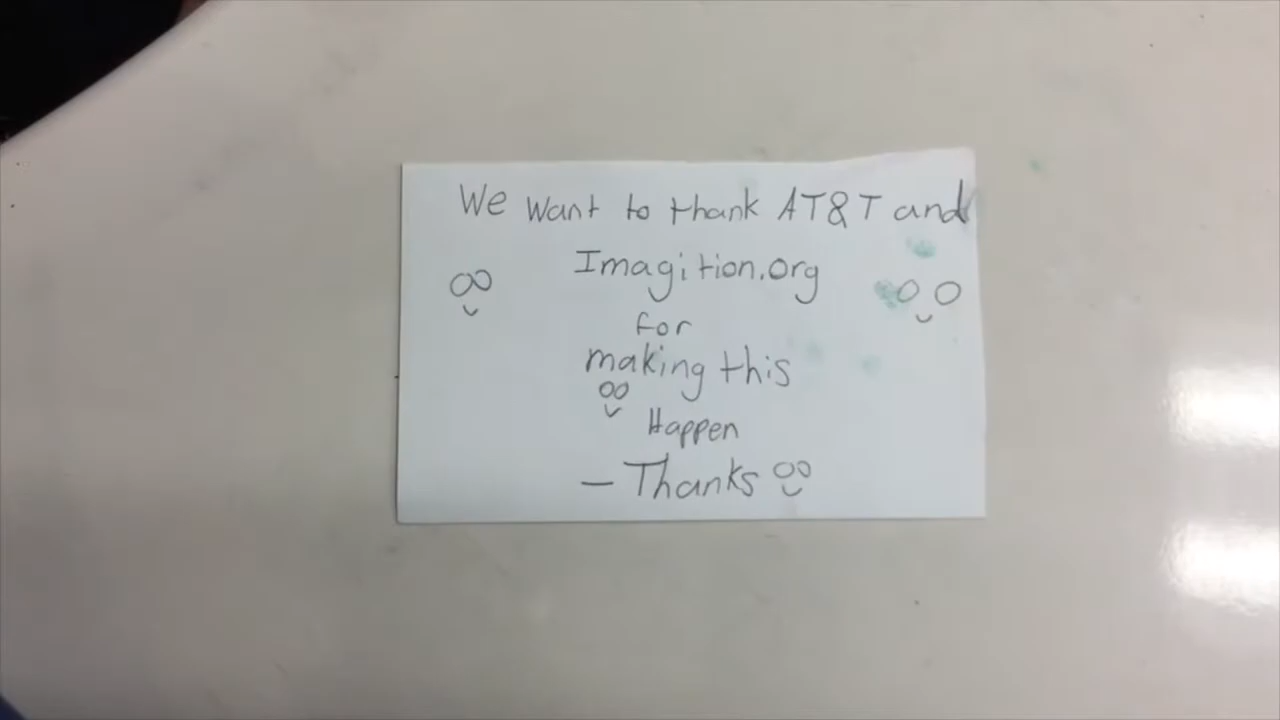 We want to thank AT&T and
Imagition.org
for
making this
Happen
— Thanks